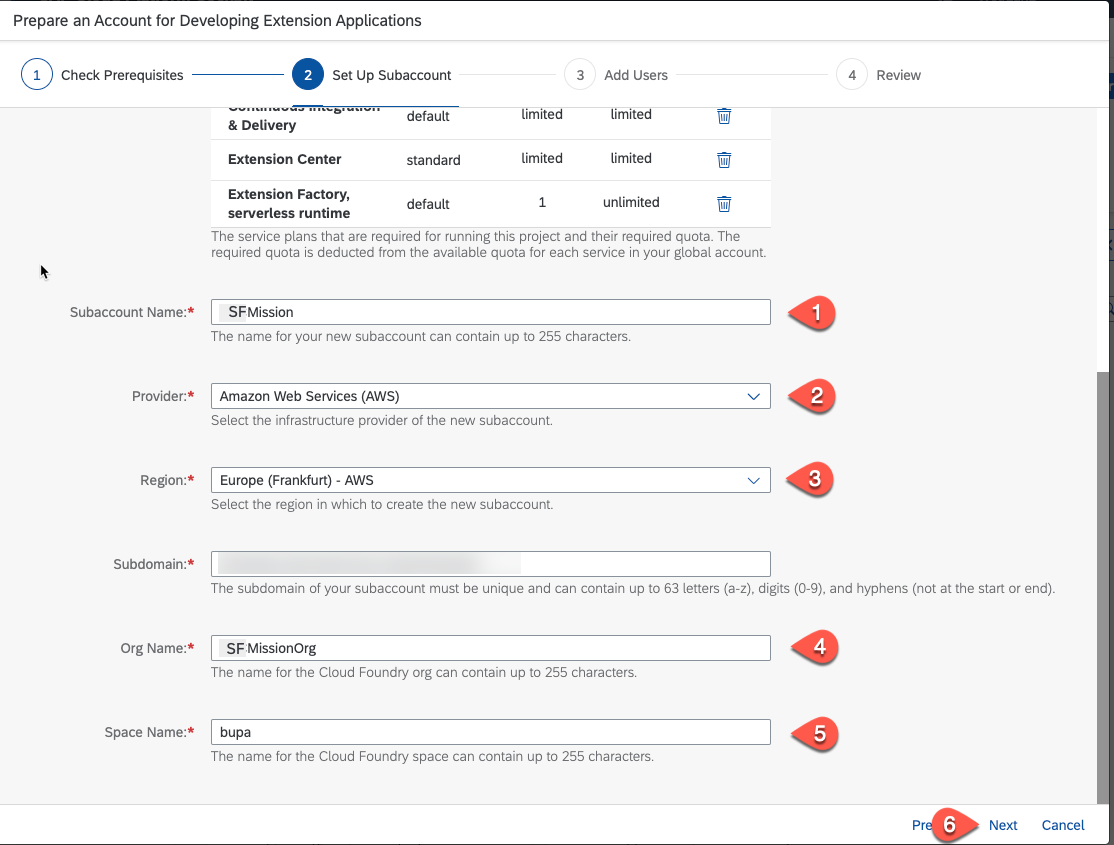 Prepare an Account for Developing Extension Applications
1 Check Prerequisites 2 Set Up Subaccount 3 Add Users 4 Review
Continuous Integration
& Delivery default limited limited
Extension Center standard limited limited
Extension Factory,
serverless runtime default 1 unlimited
The service plans that are required for running this project and their required quota. The
required quota is deducted from the available quota for each service in your global account.
Subaccount Name:* SFMission 1
The name for your new subaccount can contain up to 255 characters.
Provider:* Amazon Web Services (AWS) 2
Select the infrastructure provider of the new subaccount.
Region:* Europe (Frankfurt) - AWS 3
Select the region in which to create the new subaccount.
Subdomain:*
The subdomain of your subaccount must be unique and can contain up to 63 letters (a-z), digits (0-9), and hyphens (not at the start or end).
Org Name:* SFMissionOrg 4
The name for the Cloud Foundry org can contain up to 255 characters.
Space Name:* bupa 5
The name for the Cloud Foundry space can contain up to 255 characters.
Pre 6 Next Cancel